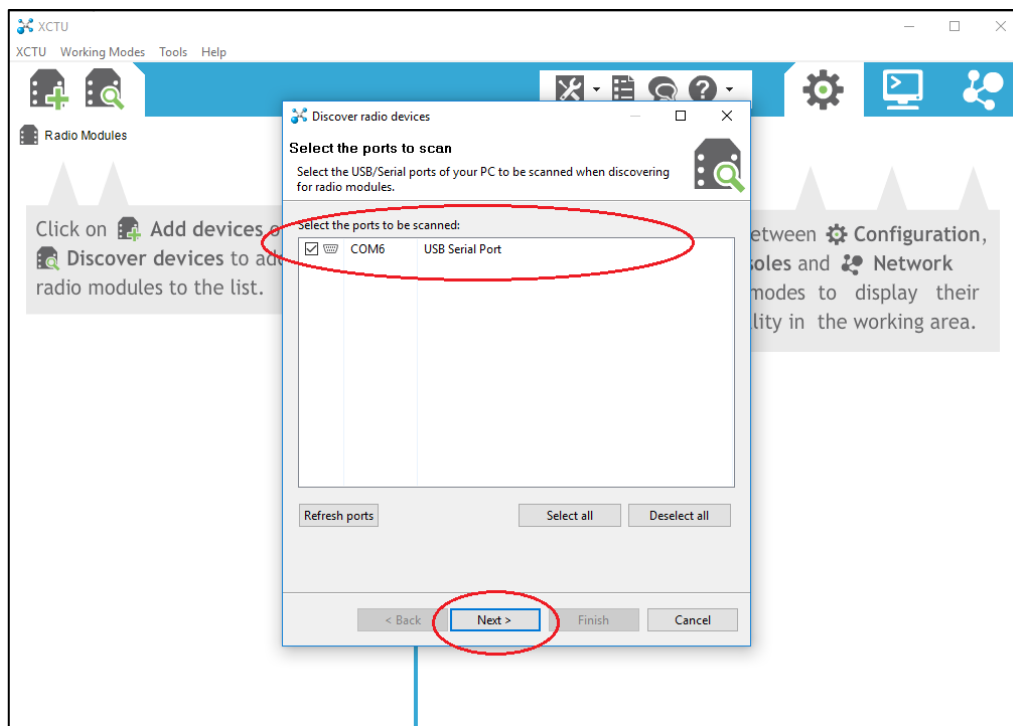 XCTU
XCTU Working Modes Tools Help
Radio Modules
Click on Add devices o
Discover devices to add
radio modules to the list.
Discover radio devices
Select the ports to scan
Select the USB/Serial ports of your PC to be scanned when discovering
for radio modules.
Select the ports to be scanned:
COM6 USB Serial Port
Refresh ports Select all Deselect all
< Back Next > Finish Cancel
etween Configuration,
oles and Network
modes to display their
lity in the working area.